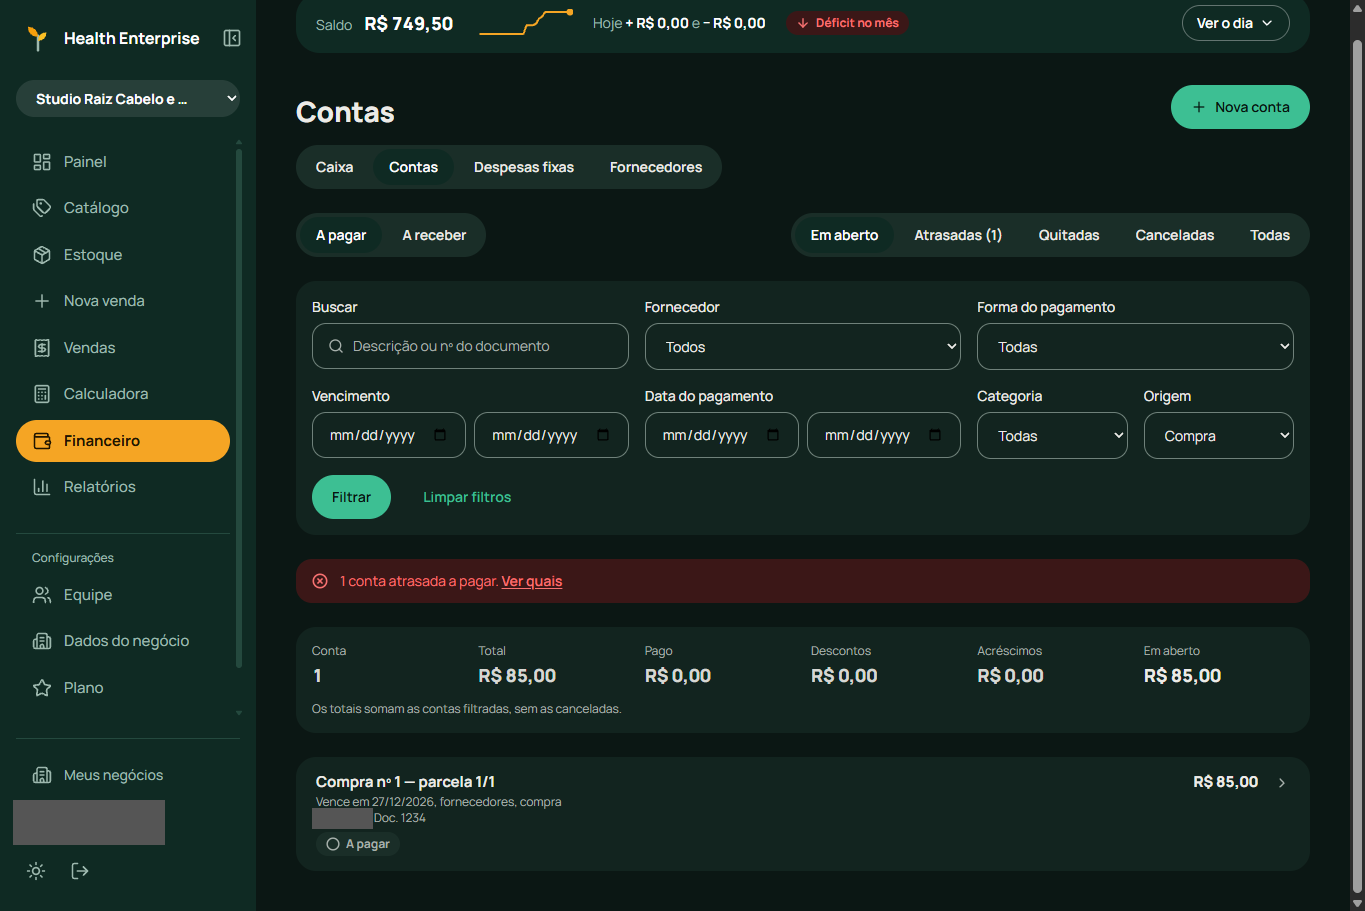 Health Enterprise
Studio Raiz Cabelo e ...
Painel
Catálogo
Estoque
Nova venda
Vendas
Calculadora
Financeiro
Relatórios
Configurações
Equipe
Dados do negócio
Plano
Meus negócios
Saldo R$ 749,50 Hoje + R$ 0,00 e − R$ 0,00 Déficit no mês Ver o dia
Contas
Nova conta
Caixa Contas Despesas fixas Fornecedores
A pagar A receber Em aberto Atrasadas (1) Quitadas Canceladas Todas
Buscar Fornecedor Forma do pagamento
Descrição ou nº do documento Todos Todas
Vencimento Data do pagamento Categoria Origem
mm/dd/yyyy mm/dd/yyyy mm/dd/yyyy mm/dd/yyyy Todas Compra
Filtrar Limpar filtros
1 conta atrasada a pagar. Ver quais
Conta Total Pago Descontos Acréscimos Em aberto
1 R$ 85,00 R$ 0,00 R$ 0,00 R$ 0,00 R$ 85,00
Os totais somam as contas filtradas, sem as canceladas.
Compra nº 1 — parcela 1/1 R$ 85,00
Vence em 27/12/2026, fornecedores, compra
Doc. 1234
A pagar